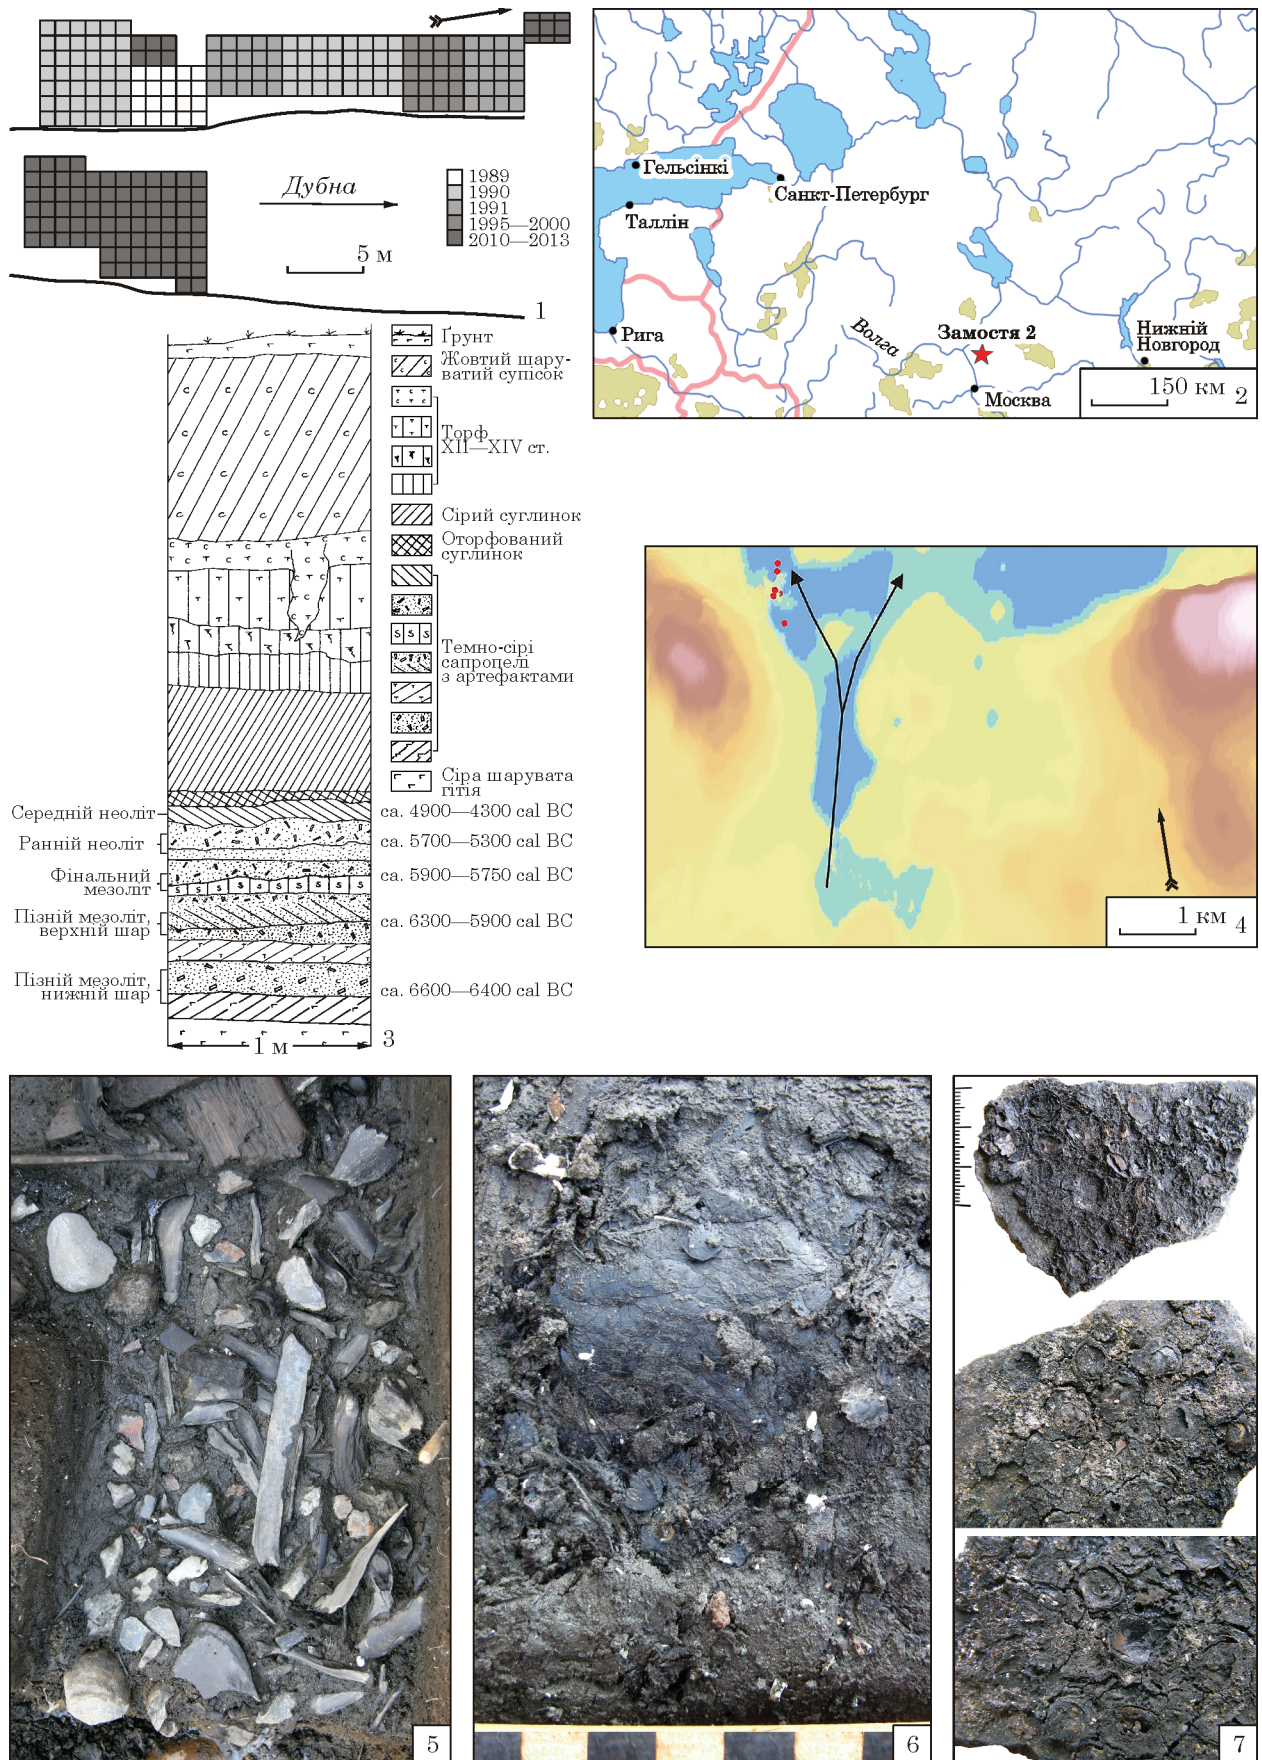 Дубна
1989
1990
1991
1995—2000
2010—2013
5 м
1
Гельсінкі
Санкт-Петербург
Таллін
Рига
Волга
Замостя 2
Нижній
Новгород
Москва
150 км
2
Ґрунт
Жовтий шару-
ватий супісок
Торф
XII—XIV ст.
Сірий суглинок
Оторфований
суглинок
Темно-сірі
сапропелі
з артефактами
Сіра шарувата
гітія
Середній неоліт
ca. 4900—4300 cal BC
Ранній неоліт
ca. 5700—5300 cal BC
Фінальний
мезоліт
ca. 5900—5750 cal BC
Пізній мезоліт,
верхній шар
ca. 6300—5900 cal BC
Пізній мезоліт,
нижній шар
ca. 6600—6400 cal BC
1 м
3
1 км
4
5
6
7